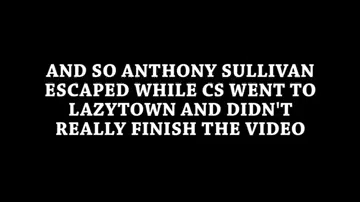 AND SO ANTHONY SULLIVAN
ESCAPED WHILE CS WENT TO
LAZYTOWN AND DIDN'T
REALLY FINISH THE VIDEO